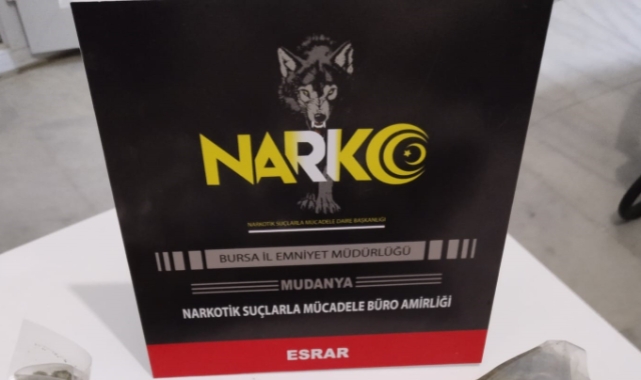 NARKO
NARKOTİK SUÇLARLA MÜCADELE DAİRE BAŞKANLIĞI
BURSA İL EMNİYET MÜDÜRLÜĞÜ
MUDANYA
NARKOTİK SUÇLARLA MÜCADELE BÜRO AMİRLİĞİ
ESRAR